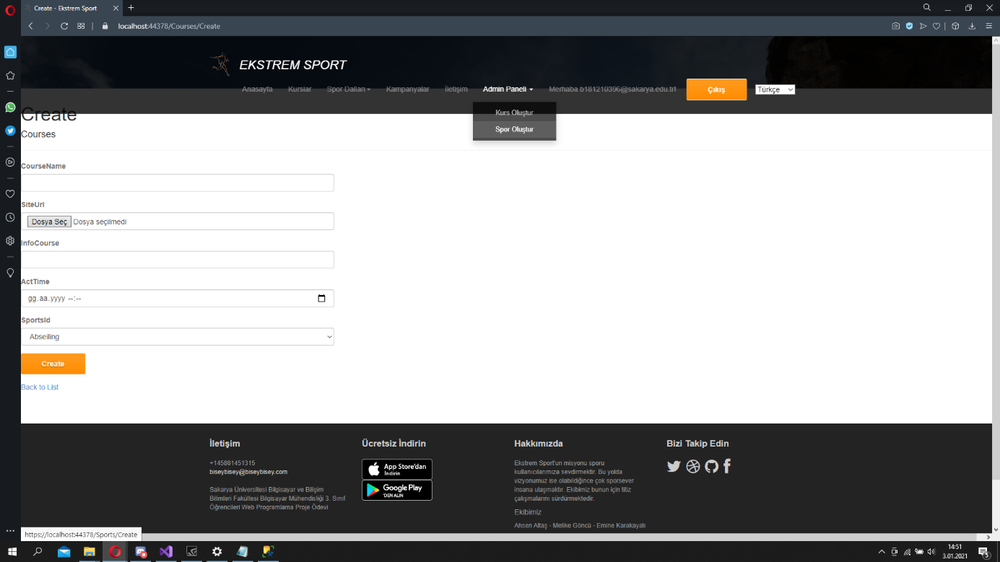 Create - Ekstrem Sport
localhost:44378/Courses/Create
EKSTREM SPORT
Anasayfa Kurslar Spor Dalları Kampanyalar İletişim Admin Paneli Merhaba b181210396@sakarya.edu.tr! Çıkış Türkçe
Kurs Oluştur
Spor Oluştur
Create
Courses
CourseName
SiteUrl
Dosya Seç Dosya seçilmedi
InfoCourse
ActTime
gg.aa.yyyy --:--
SportsId
Abseiling
Create
Back to List
İletişim
+145861451315
biseybisey@biseybisey.com
Sakarya Üniversitesi Bilgisayar ve Bilişim
Bilimleri Fakültesi Bilgisayar Mühendisliği 3. Sınıf
Öğrencileri Web Programlama Proje Ödevi
Ücretsiz İndirin
App Store'dan
İndirin
Google Play
'DEN ALIN
Hakkımızda
Ekstrem Sport'un misyonu sporu
kullanıcılarımıza sevdirmektir. Bu yolda
vizyonumuz ise olabildiğince çok sporsever
insana ulaşmaktır. Ekibimiz bunun için titiz
çalışmalarını sürdürmektedir.
Ekibimiz
Ahsen Altaş - Melike Göncü - Emine Karakayalı
Bizi Takip Edin
https://localhost:44378/Sports/Create
14:51
3.01.2021
5